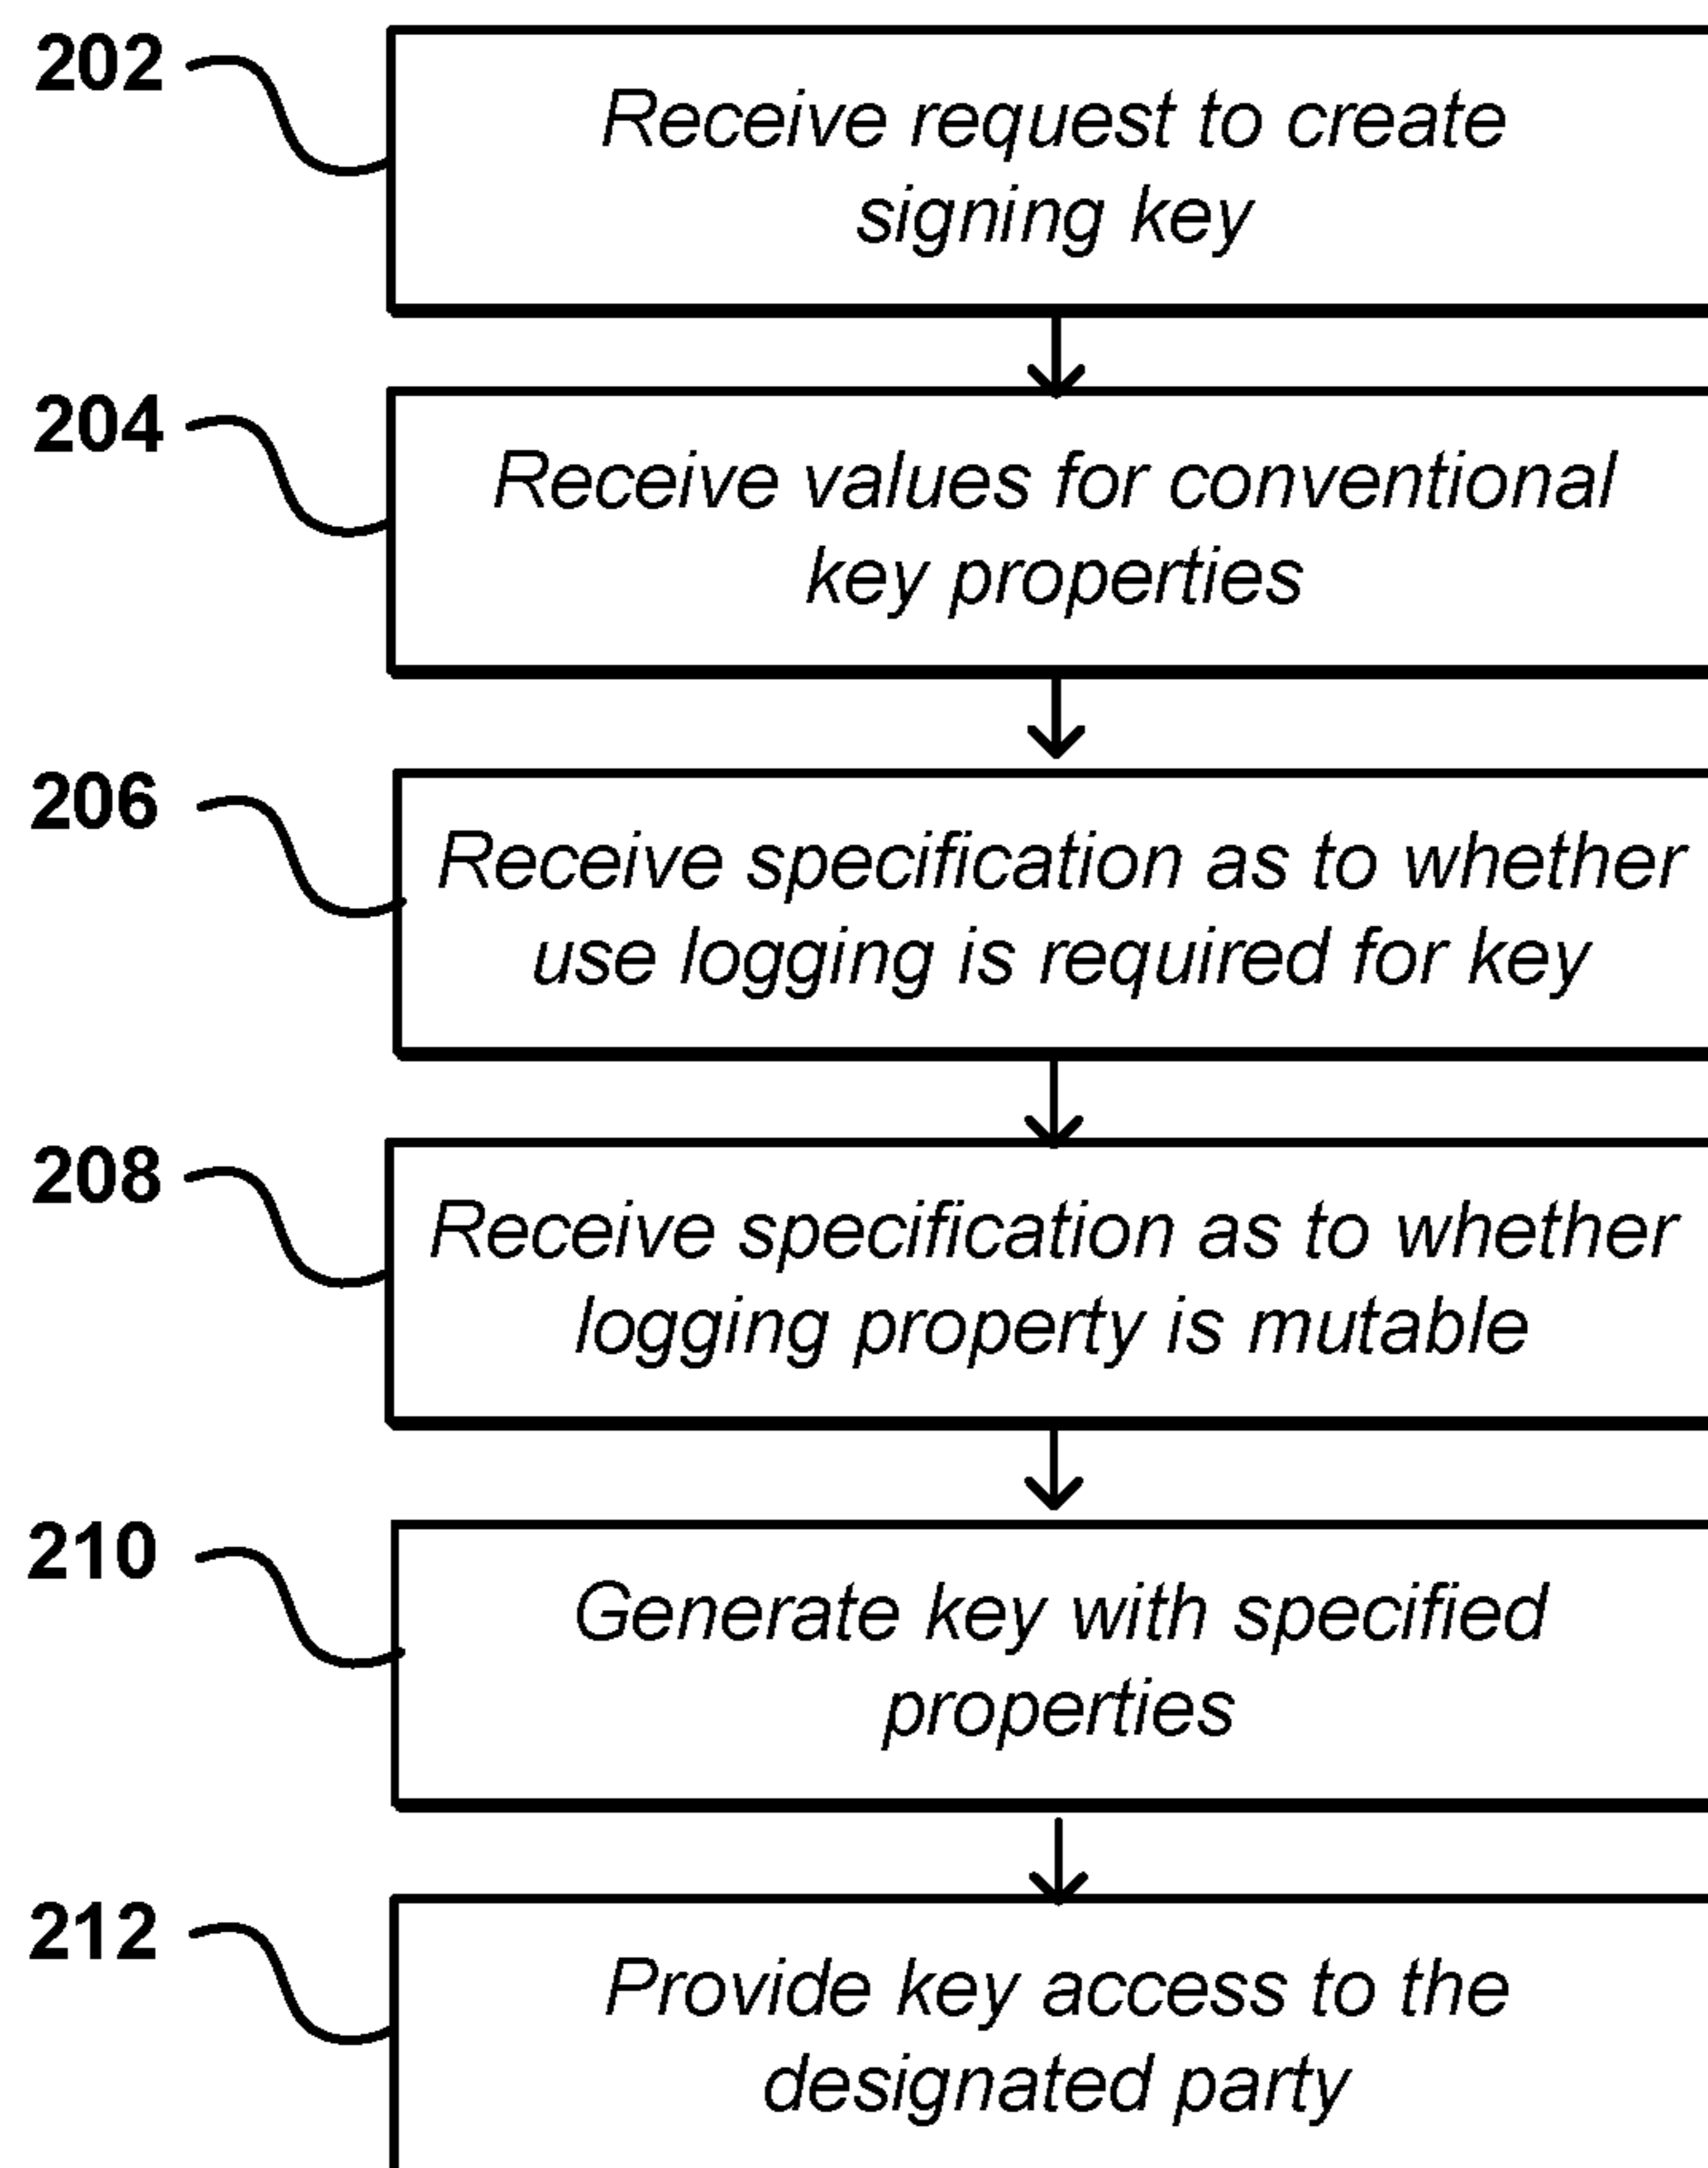 202
Receive request to create
signing key
204
Receive values for conventional
key properties
206
Receive specification as to whether
use logging is required for key
208
Receive specification as to whether
logging property is mutable
210
Generate key with specified
properties
212
Provide key access to the
designated party